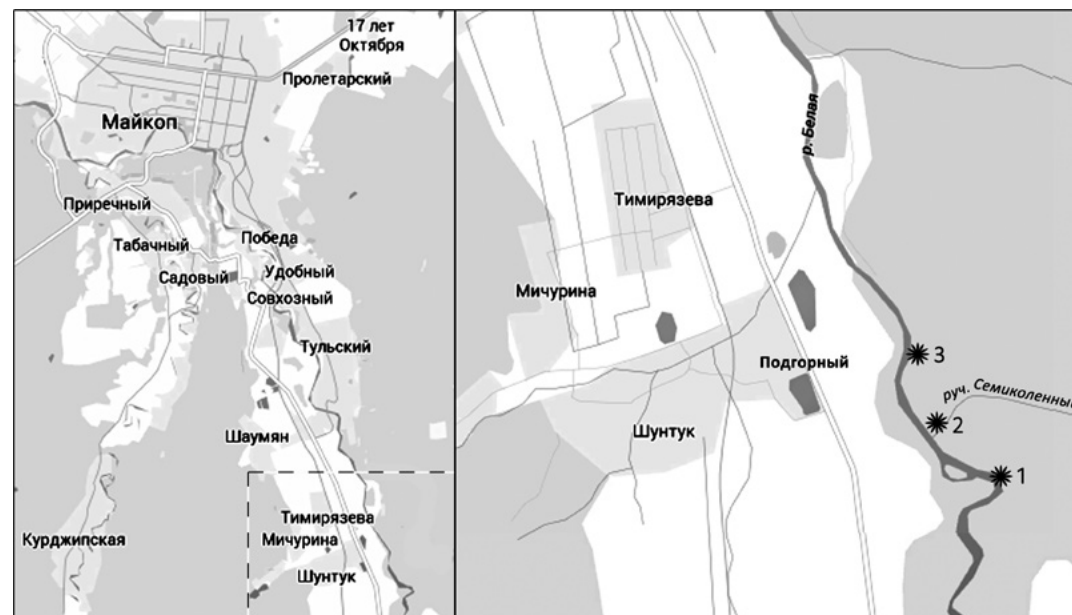 17 лет
Октября
Пролетарский
Майкоп
Приречный
Табачный
Победа
Садовый
Удобный
Совхозный
Тульский
Шаумян
Тимирязева
Мичурина
Курджипская
Шунтук
р. Белая
Тимирязева
Мичурина
Подгорный
3
руч. Семиколенный
2
Шунтук
1